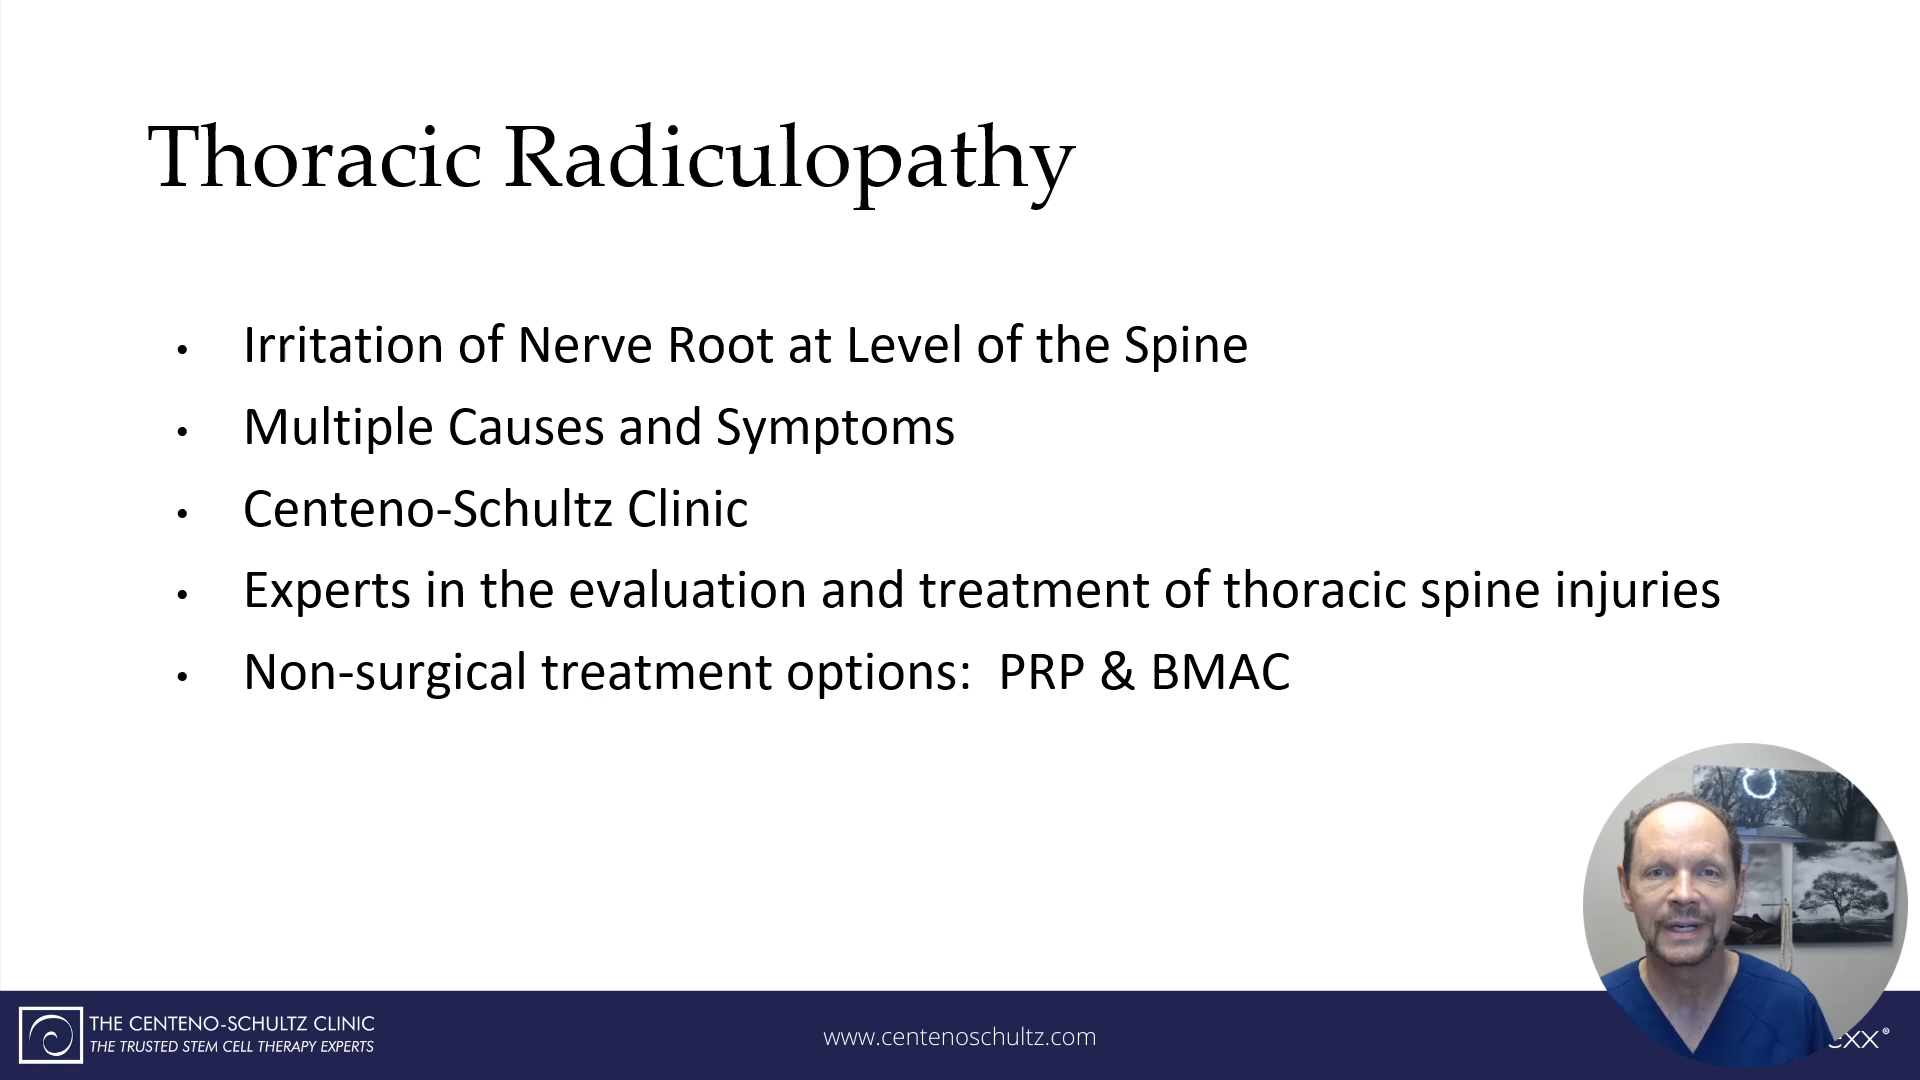 Thoracic Radiculopathy
• Irritation of Nerve Root at Level of the Spine
• Multiple Causes and Symptoms
• Centeno-Schultz Clinic
• Experts in the evaluation and treatment of thoracic spine injuries
• Non-surgical treatment options:  PRP & BMAC
THE CENTENO-SCHULTZ CLINIC
THE TRUSTED STEM CELL THERAPY EXPERTS
www.centenoschultz.com